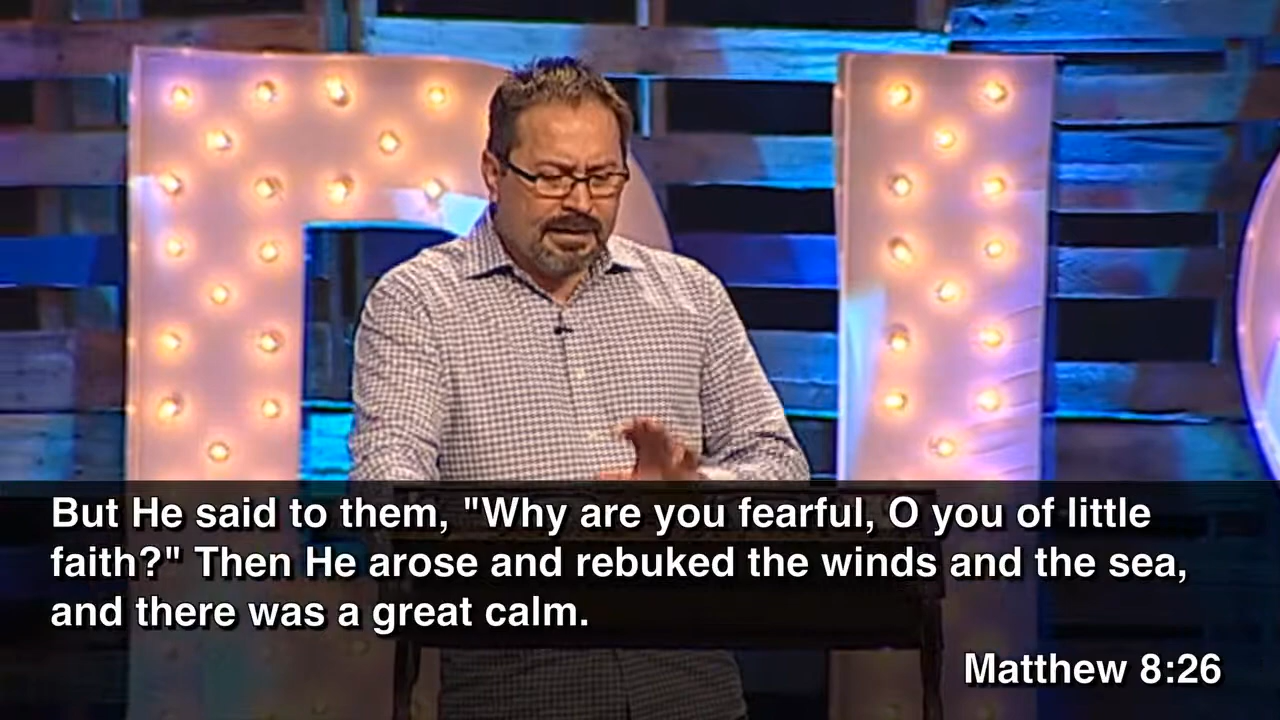 But He said to them, "Why are you fearful, O you of little
faith?" Then He arose and rebuked the winds and the sea,
and there was a great calm.
Matthew 8:26